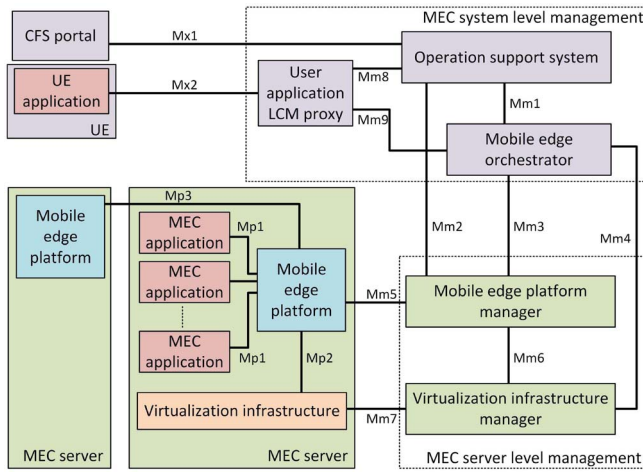 MEC system level management
CFS portal
Mx1
Operation support system
UE
application
UE
Mx2
User
application
LCM proxy
Mm8
Mm9
Mm1
Mobile edge
orchestrator
Mm2
Mm3
Mm4
Mobile
edge
platform
MEC server
Mp3
MEC
application
Mp1
MEC
application
MEC
application
Mp1
Mobile
edge
platform
Mp2
Virtualization infrastructure
MEC server
Mm5
Mobile edge platform
manager
Mm6
Mm7
Virtualization infrastructure
manager
MEC server level management